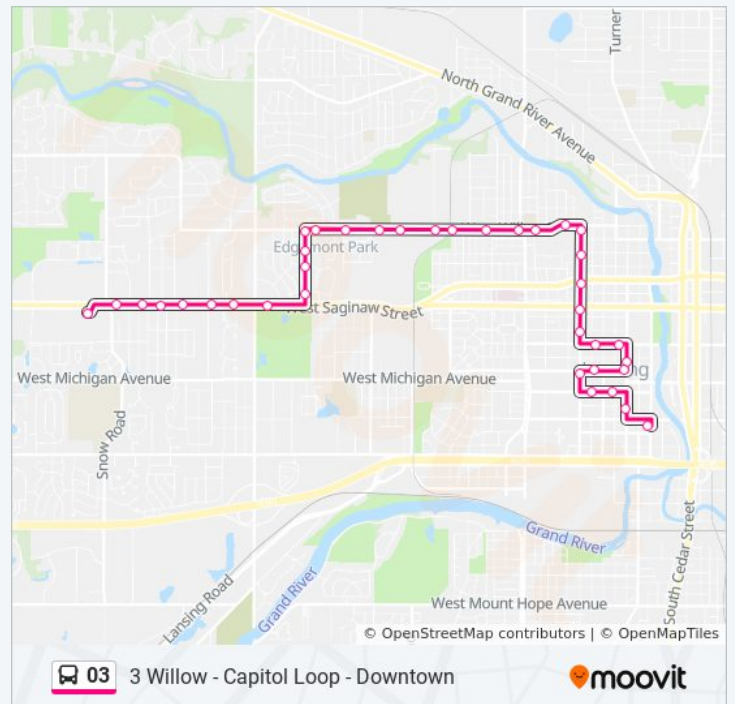 Turner
North Grand River Avenue
Edgemont Park
West Saginaw Street
West Michigan Avenue
West Michigan Avenue
Snow Road
Grand River
South Cedar Street
Lansing Road
Grand River
West Mount Hope Avenue
© OpenStreetMap contributors | © OpenMapTiles
03 3 Willow - Capitol Loop - Downtown
moovit